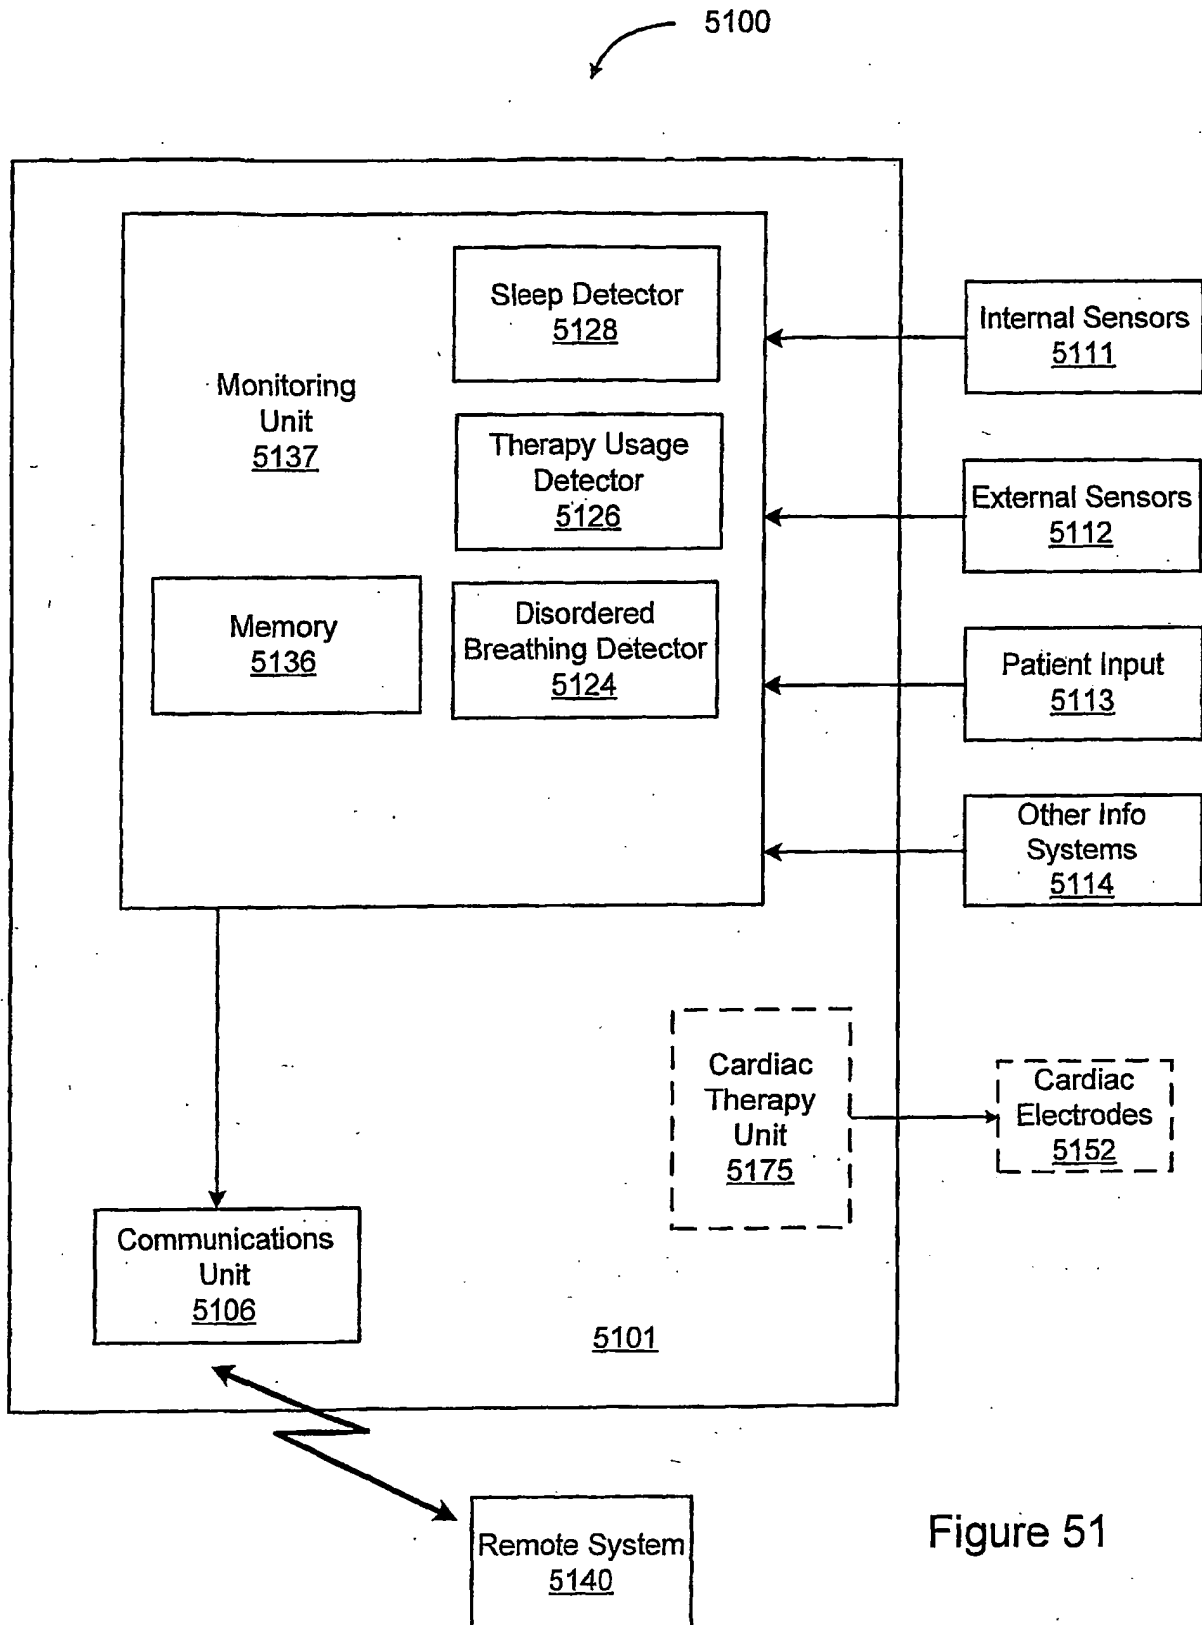 5100
Sleep Detector
5128
Internal Sensors
5111
Monitoring
Unit
5137
Therapy Usage
Detector
5126
External Sensors
5112
Memory
5136
Disordered
Breathing Detector
5124
Patient Input
5113
Other Info
Systems
5114
Cardiac
Therapy
Unit
5175
Cardiac
Electrodes
5152
Communications
Unit
5106
5101
Remote System
5140
Figure 51